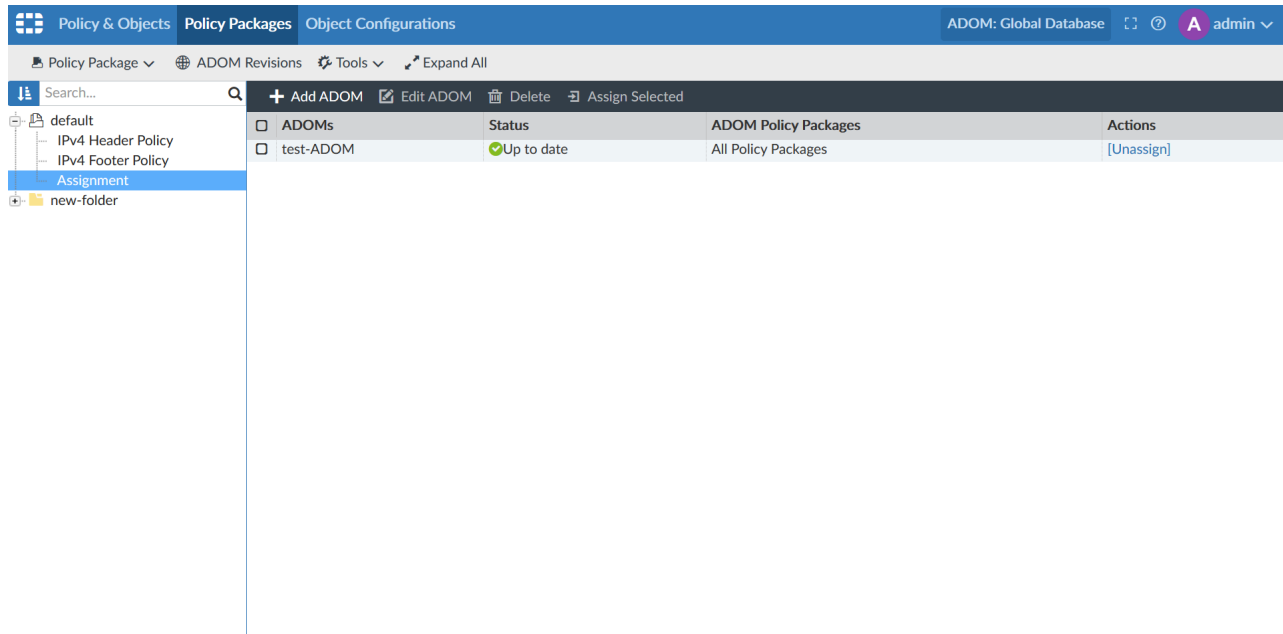 Policy & Objects Policy Packages Object Configurations ADOM: Global Database A admin
Policy Package ADOM Revisions Tools Expand All
Search... Add ADOM Edit ADOM Delete Assign Selected
default
IPv4 Header Policy
IPv4 Footer Policy
Assignment
new-folder
ADOMs Status ADOM Policy Packages Actions
test-ADOM Up to date All Policy Packages [Unassign]